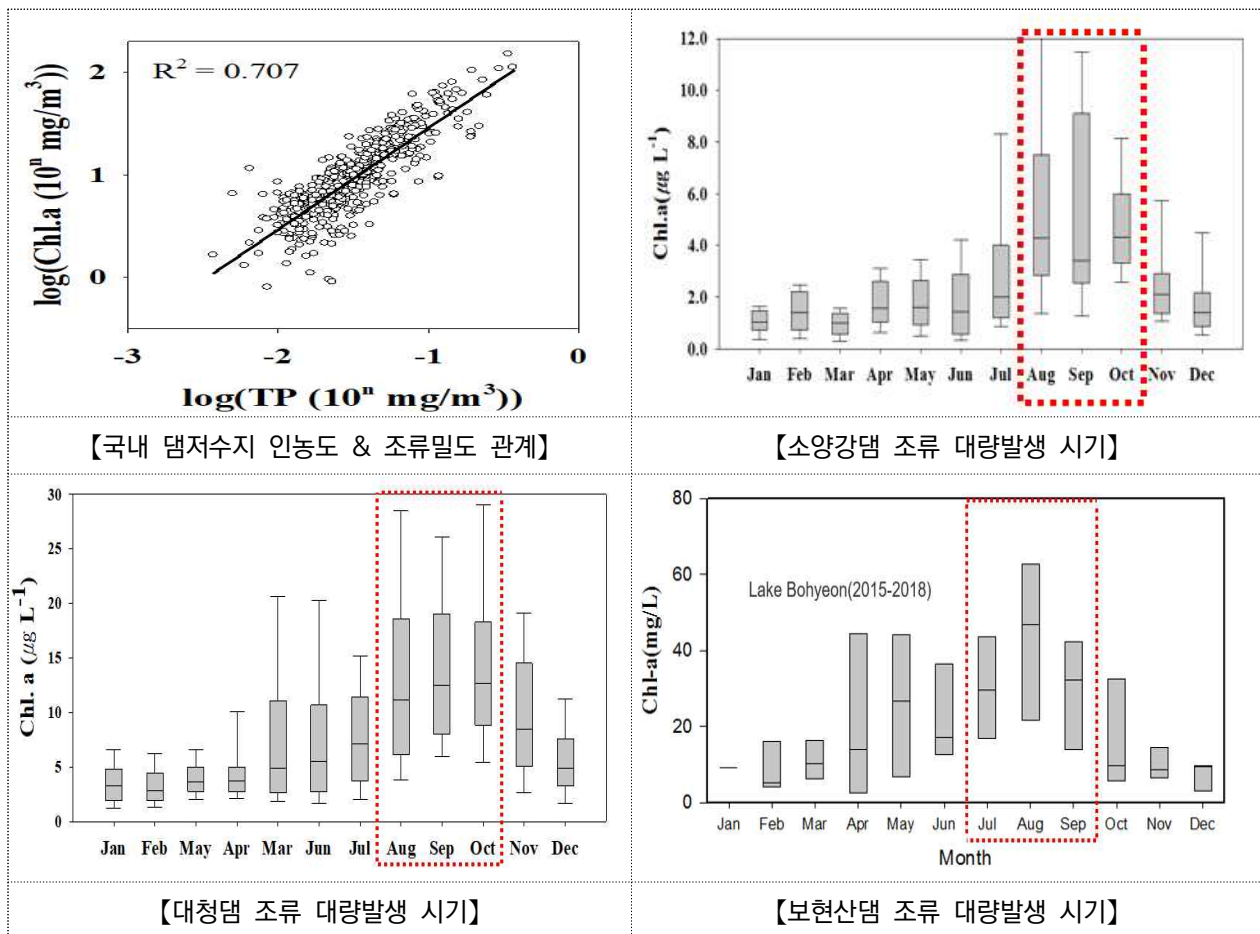 R² = 0.707
log(Chl.a (10ⁿ mg/m³))
2
1
0
-3 -2 -1 0
log(TP (10ⁿ mg/m³))
【국내 댐저수지 인농도 & 조류밀도 관계】
12.0
10.0
8.0
6.0
4.0
2.0
0.0
Chl.a(μg L⁻¹)
Jan Feb Mar Apr May Jun Jul Aug Sep Oct Nov Dec
【소양강댐 조류 대량발생 시기】
30
25
20
15
10
5
0
Chl. a (μg L⁻¹)
Jan Feb May Apr Mar Jun Jul Aug Sep Oct Nov Dec
【대청댐 조류 대량발생 시기】
80
60
40
20
0
Chl-a(mg/L)
Lake Bohyeon(2015-2018)
Jan Feb Mar Apr May Jun Jul Aug Sep Oct Nov Dec
Month
【보현산댐 조류 대량발생 시기】